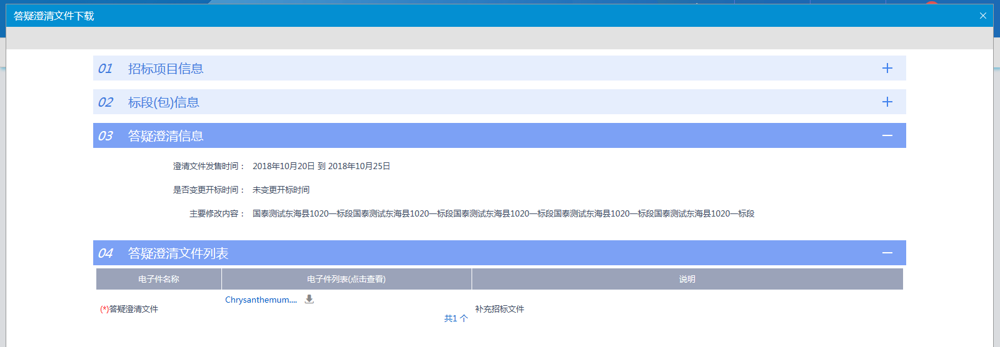 答疑澄清文件下载
01 招标项目信息
02 标段(包)信息
03 答疑澄清信息
澄清文件发售时间： 2018年10月20日 到 2018年10月25日
是否变更开标时间： 未变更开标时间
主要修改内容： 国泰测试东海县1020一标段国泰测试东海县1020一标段国泰测试东海县1020一标段国泰测试东海县1020一标段国泰测试东海县1020一标段
04 答疑澄清文件列表
电子件名称 电子件列表(点击查看) 说明
(*)答疑澄清文件 Chrysanthemum.... 补充招标文件
共1 个